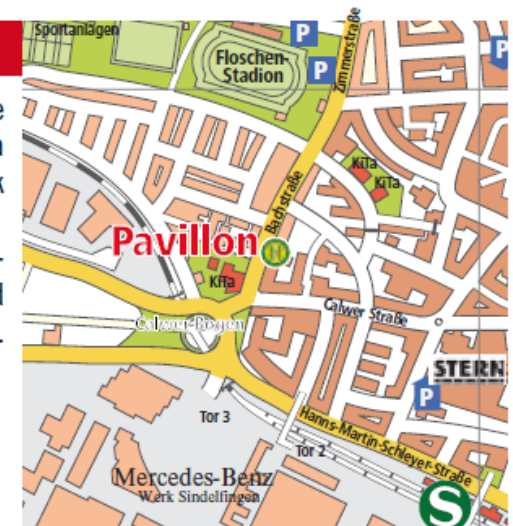 Sportanlagen
P
P
P
Floschen-
Stadion
Zimmerstraße
e
k
KiTa
KiTa
Bachstraße
Pavillon
H
KiTa
Calwer Straße
Calwer-Bogen
STERN
P
Tor 3
Hanns-Martin-Schleyer-Straße
Tor 2
Mercedes-Benz
Werk Sindelfingen
S